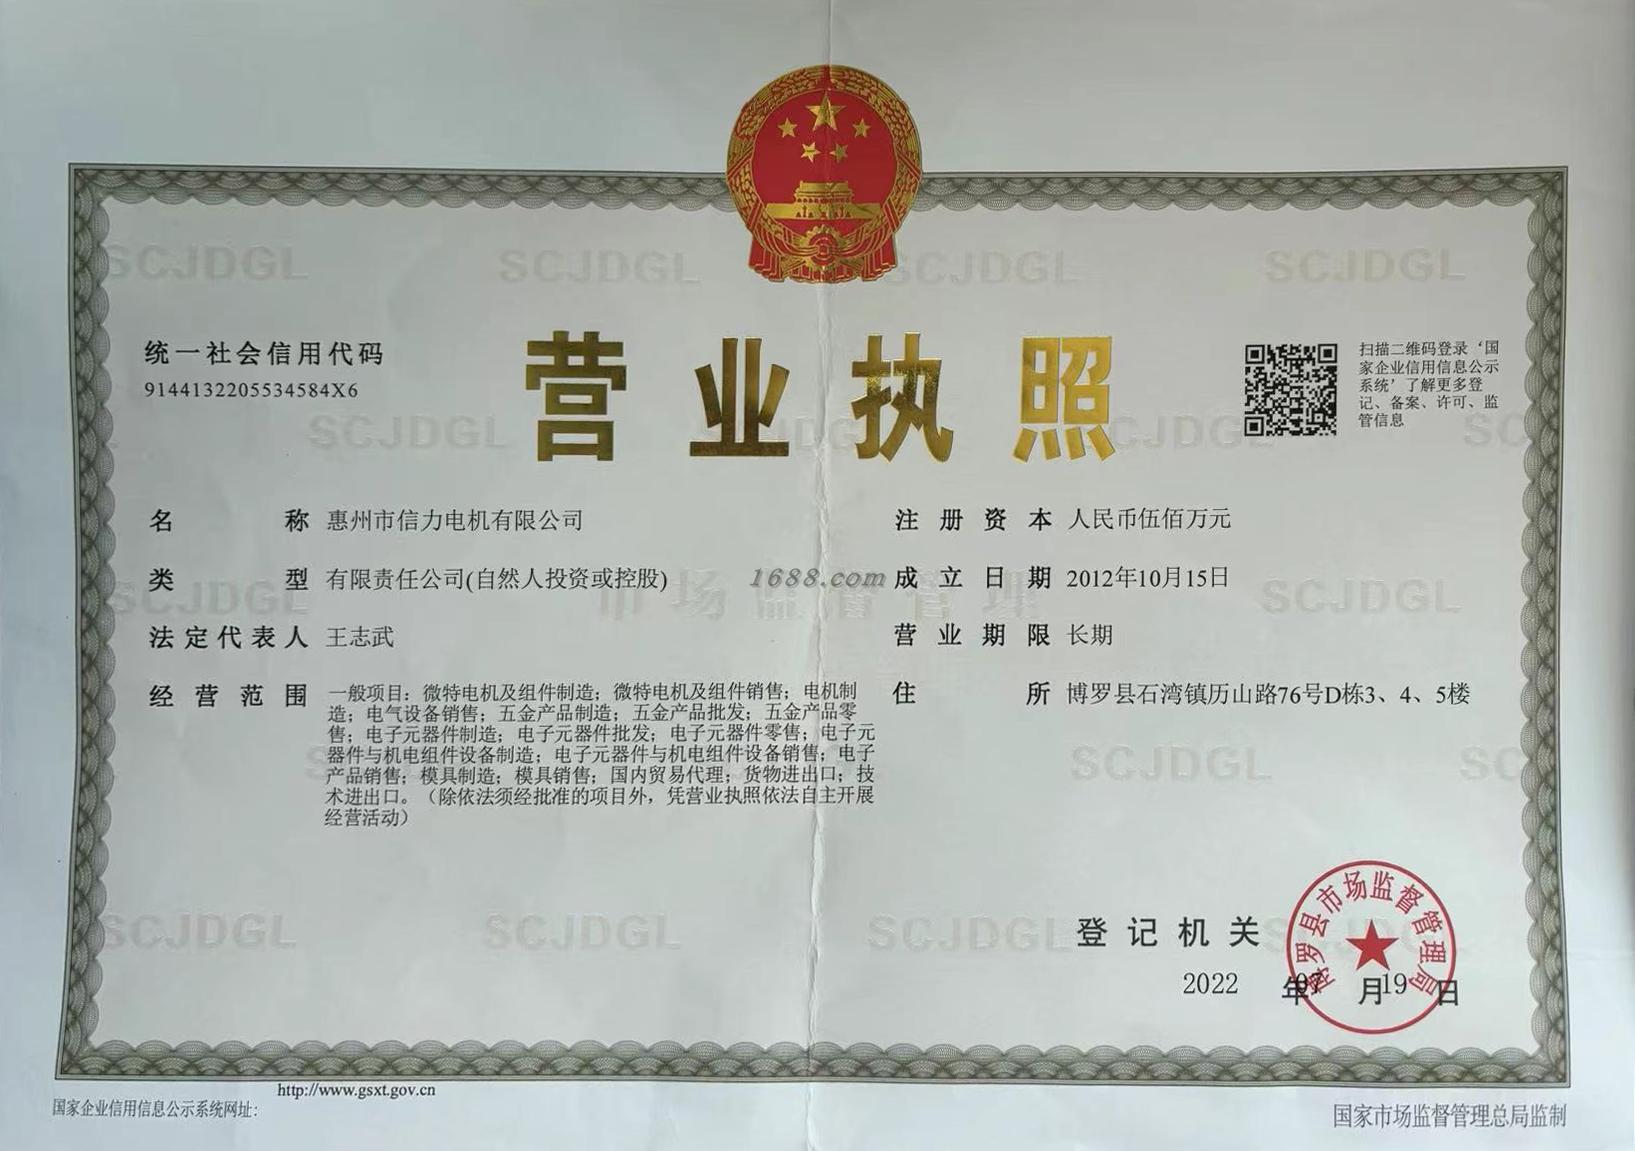 营业执照
统一社会信用代码
9144132205534584X6
扫描二维码登录‘国
家企业信用信息公示
系统’了解更多登
记、备案、许可、监
管信息
名称 惠州市信力电机有限公司
类型 有限责任公司(自然人投资或控股)
法定代表人 王志武
经营范围 一般项目：微特电机及组件制造；微特电机及组件销售；电机制
造；电气设备销售；五金产品制造；五金产品批发；五金产品零
售；电子元器件制造；电子元器件批发；电子元器件零售；电子元
器件与机电组件设备制造；电子元器件与机电组件设备销售；电子
产品销售；模具制造；模具销售；国内贸易代理；货物进出口；技
术进出口。（除依法须经批准的项目外，凭营业执照依法自主开展
经营活动）
注册资本 人民币伍佰万元
成立日期 2012年10月15日
营业期限 长期
住所 博罗县石湾镇历山路76号D栋3、4、5楼
1688.com
市场监督管理
SCJDGL
登记机关
博罗县市场监督管理局
2022年07月19日
http://www.gsxt.gov.cn
国家企业信用信息公示系统网址：
国家市场监督管理总局监制